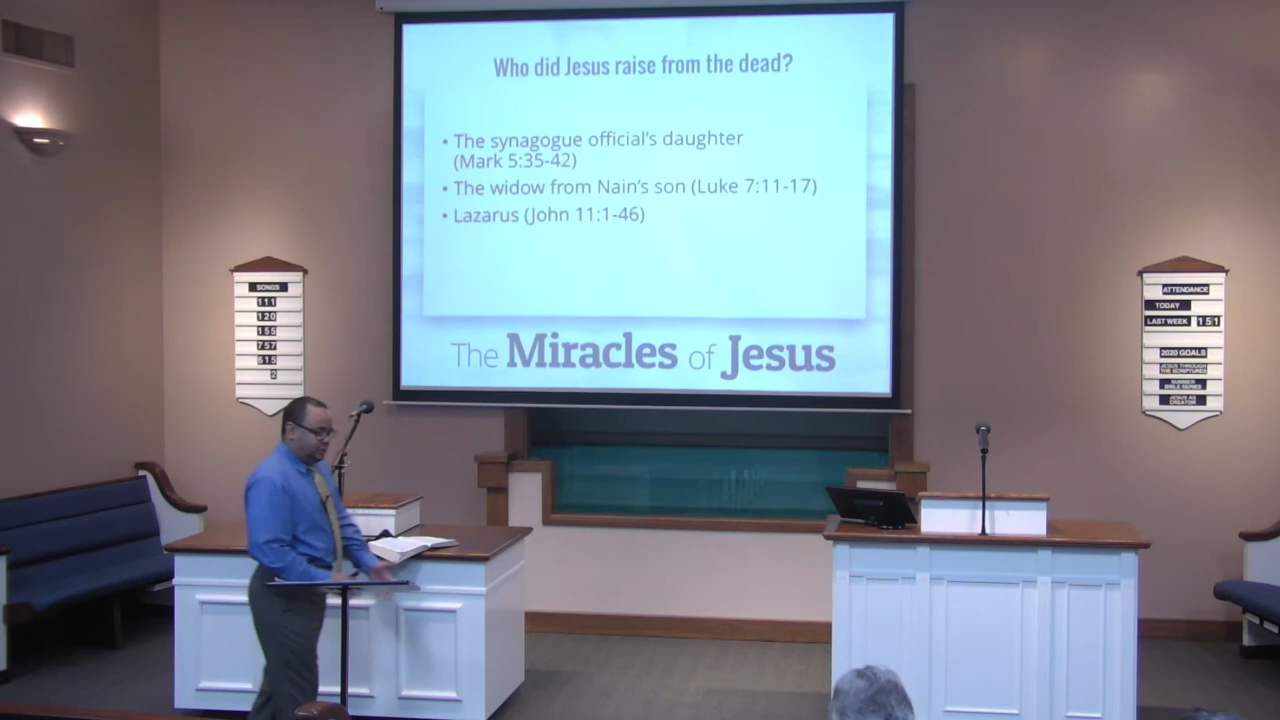 Who did Jesus raise from the dead?
• The synagogue official's daughter
(Mark 5:35-42)
• The widow from Nain's son (Luke 7:11-17)
• Lazarus (John 11:1-46)
The Miracles of Jesus
SONGS
111
120
155
757
515
2
ATTENDANCE
TODAY
LAST WEEK 151
2020 GOALS
JESUS THROUGH
THE SCRIPTURES
SUMMER
BIBLE SERIES
JESUS AS
CREATOR